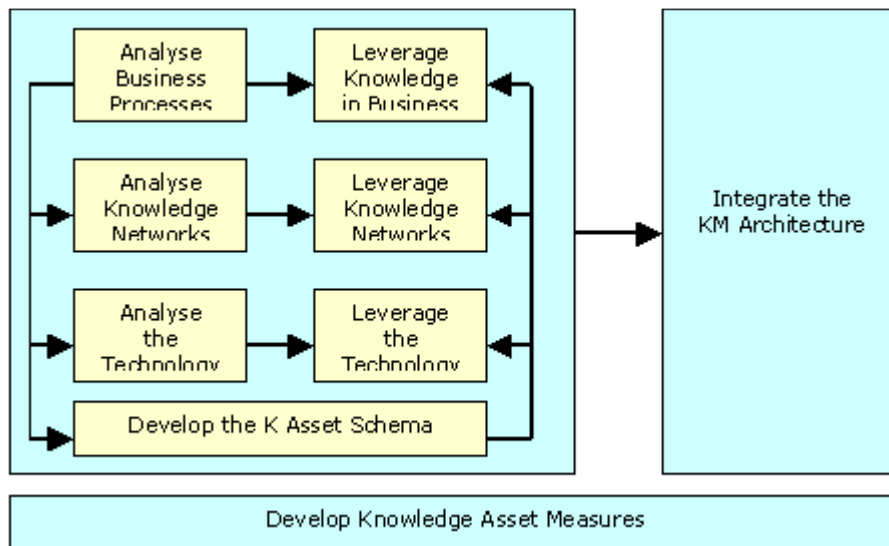 Analyse
Business
Processes
Leverage
Knowledge
in Business
Analyse
Knowledge
Networks
Leverage
Knowledge
Networks
Integrate the
KM Architecture
Analyse
the
Technology
Leverage
the
Technology
Develop the K Asset Schema
Develop Knowledge Asset Measures